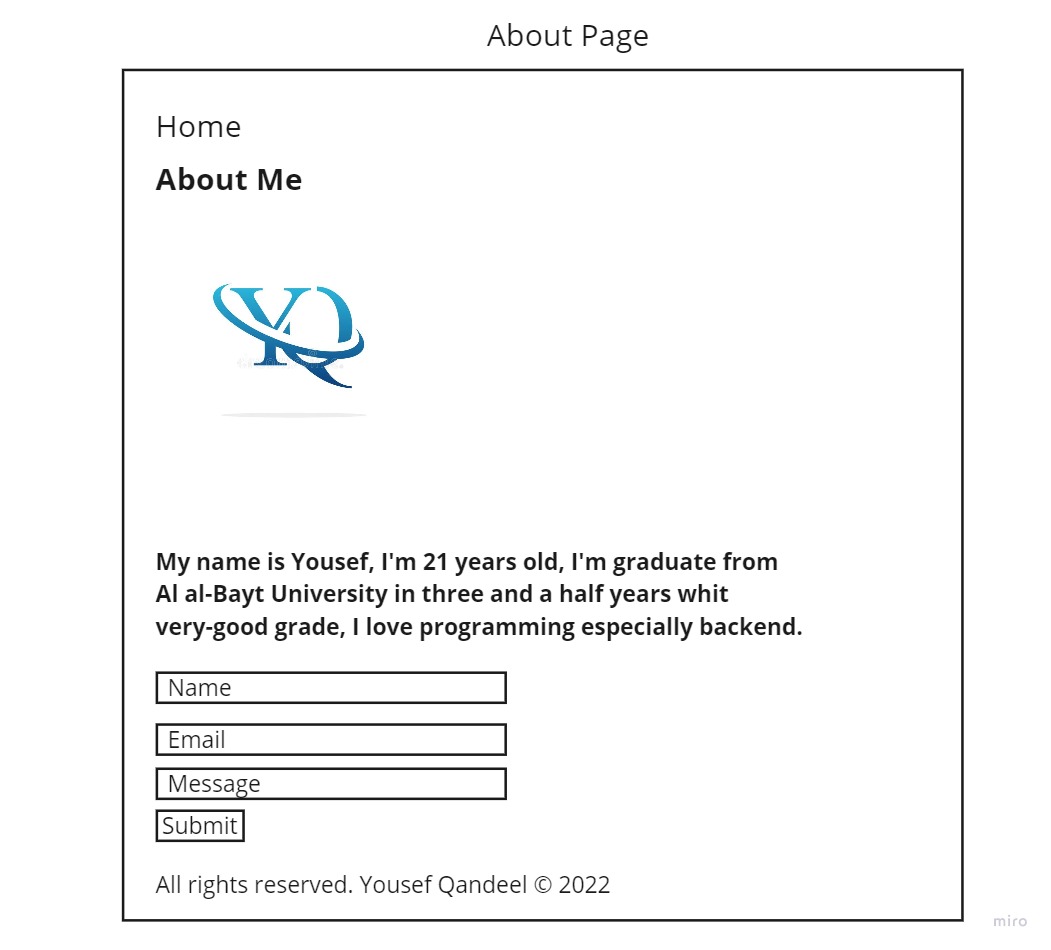 About Page
Home
About Me
YQ
My name is Yousef, I'm 21 years old, I'm graduate from
Al al-Bayt University in three and a half years whit
very-good grade, I love programming especially backend.
Name
Email
Message
Submit
All rights reserved. Yousef Qandeel © 2022
miro